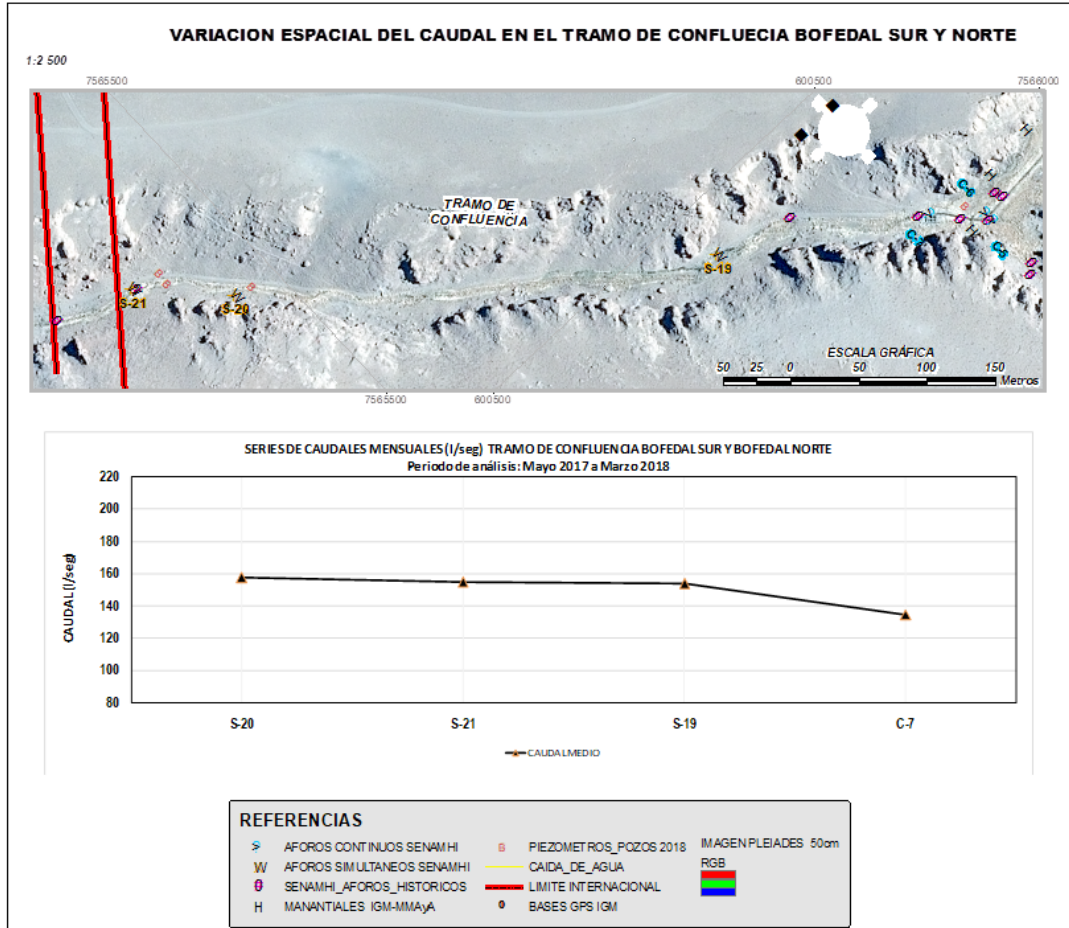 VARIACION ESPACIAL DEL CAUDAL EN EL TRAMO DE CONFLUECIA BOFEDAL SUR Y NORTE
1:2 500
7565500
600500
7566000
TRAMO DE
CONFLUENCIA
S-19
S-21
S-20
ESCALA GRÁFICA
50 25 0 50 100 150
Metros
7565500
600500
SERIES DE CAUDALES MENSUALES (l/seg) TRAMO DE CONFLUENCIA BOFEDAL SUR Y BOFEDAL NORTE
Periodo de análisis: Mayo 2017 a Marzo 2018
CAUDAL (l/seg)
220
200
180
160
140
120
100
80
S-20
S-21
S-19
C-7
CAUDAL MEDIO
REFERENCIAS
AFOROS CONTINUOS SENAMHI
AFOROS SIMULTANEOS SENAMHI
SENAMHI_AFOROS_HISTORICOS
MANANTIALES IGM-MMAyA
PIEZOMETROS_POZOS 2018
CAIDA_DE_AGUA
LIMITE INTERNACIONAL
BASES GPS IGM
IMAGEN PLEIADES 50cm
RGB